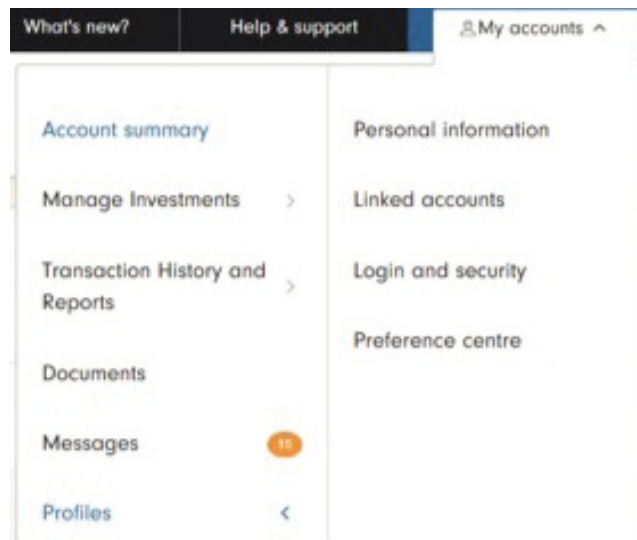 What's new?
Help & support
My accounts
Account summary
Manage Investments
Transaction History and
Reports
Documents
Messages
15
Profiles
Personal information
Linked accounts
Login and security
Preference centre